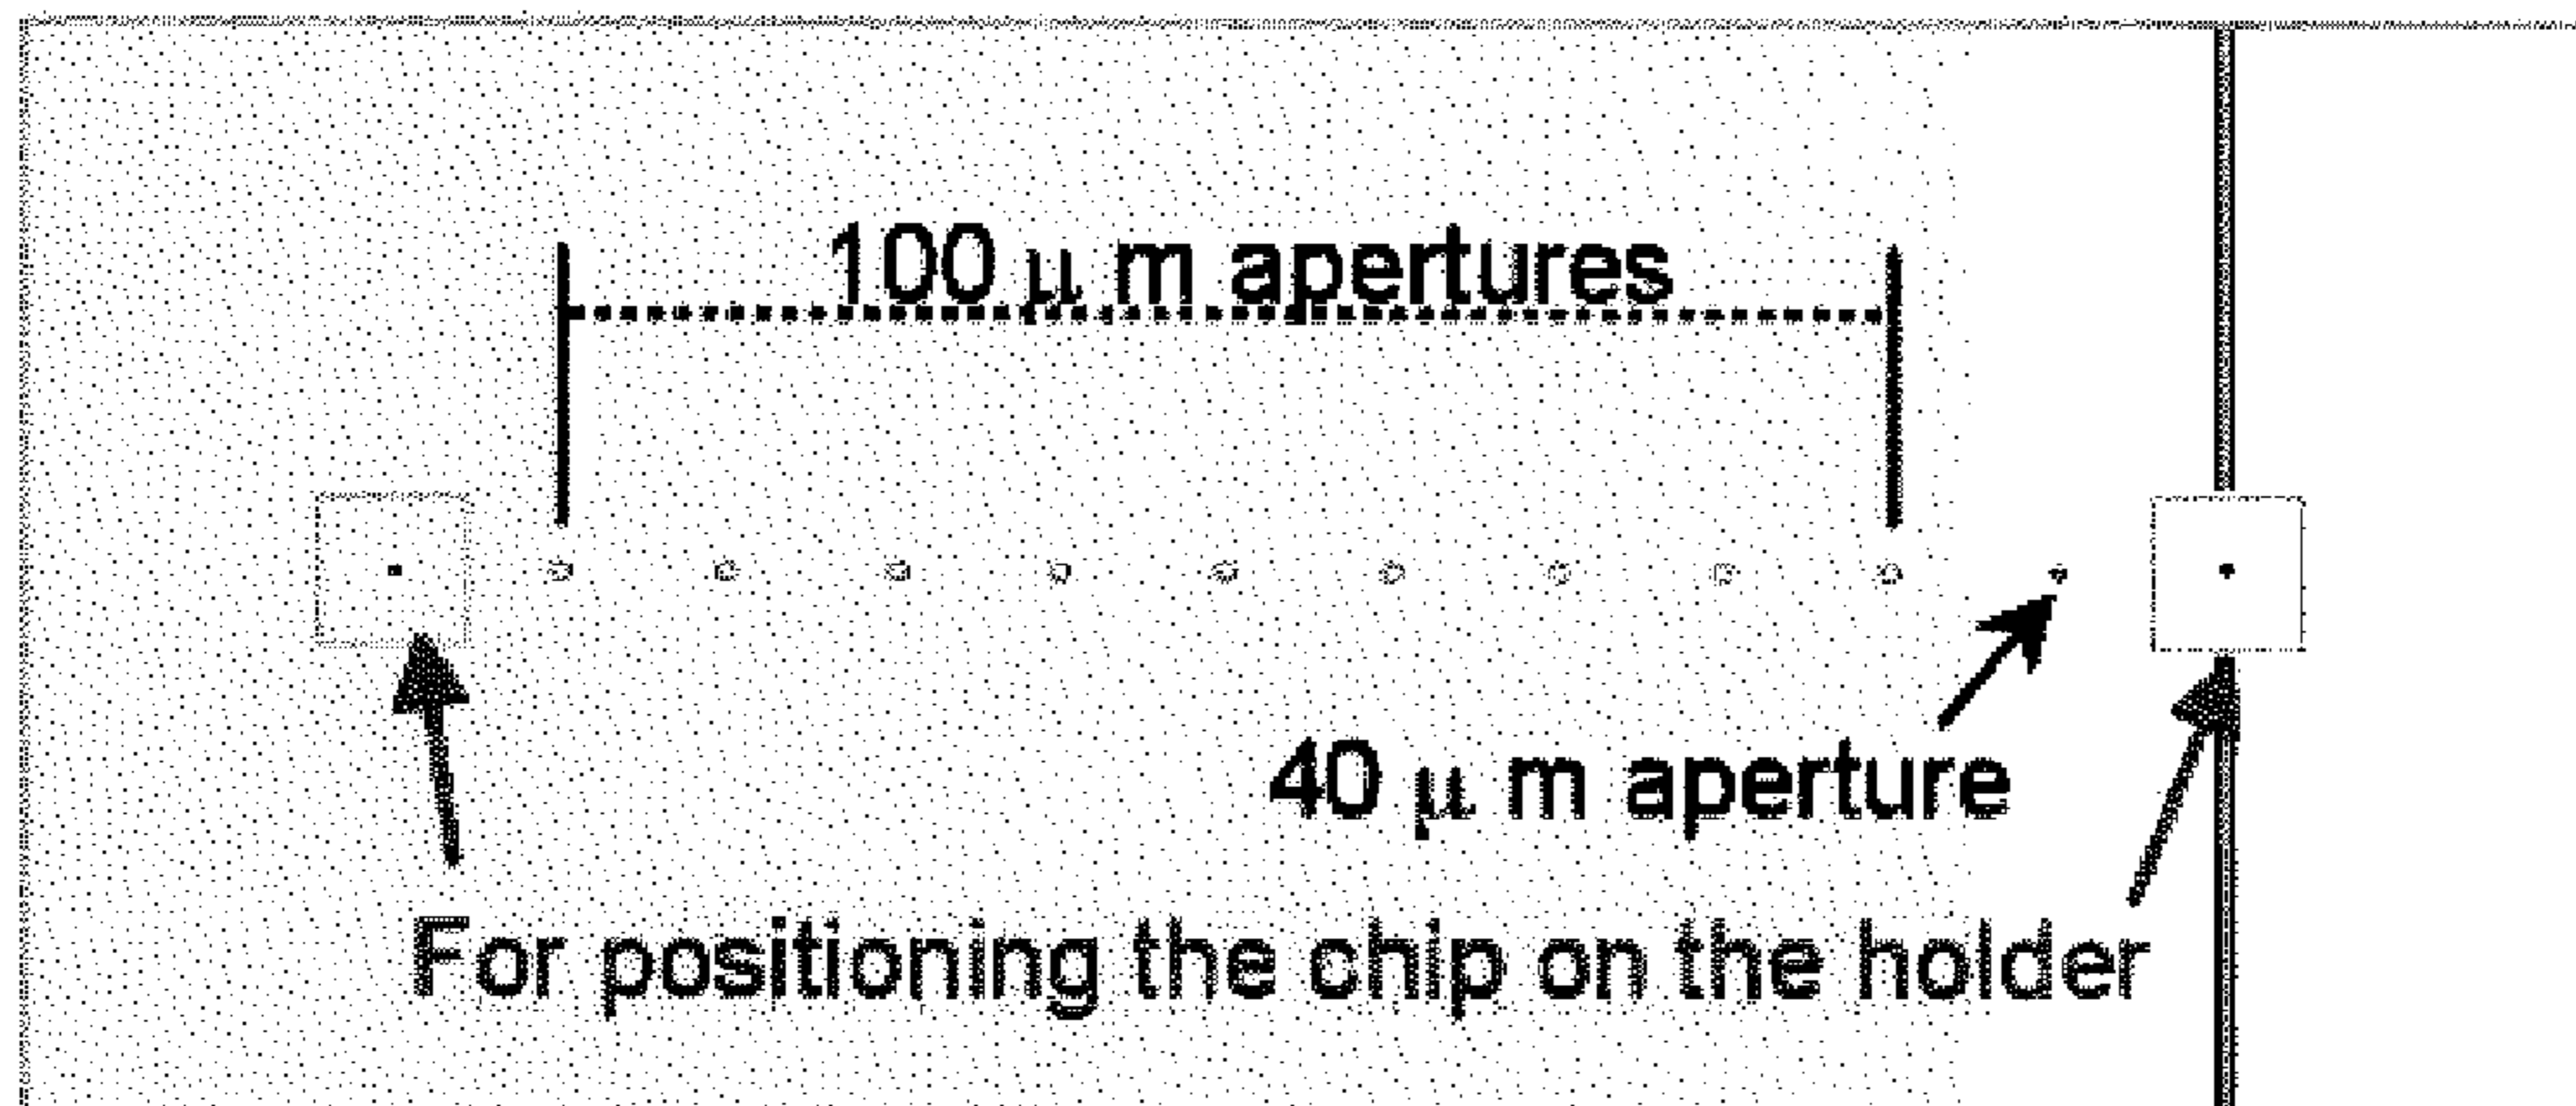 100 μ m apertures
40 μ m aperture
For positioning the chip on the holder